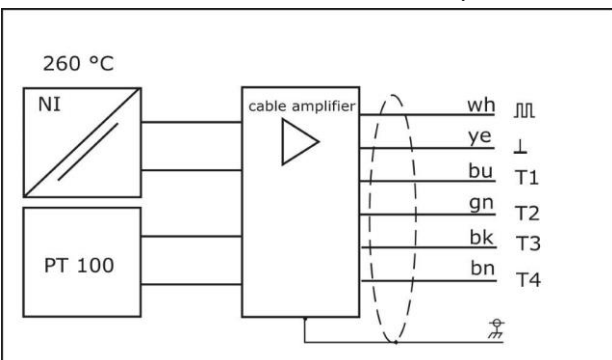 260 °C
NI
cable amplifier
PT 100
wh
ye ⊥
bu T1
gn T2
bk T3
bn T4